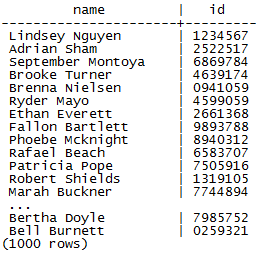 name | id
------------------+---------
Lindsey Nguyen | 1234567
Adrian Sham | 2522517
September Montoya | 6869784
Brooke Turner | 4639174
Brenna Nielsen | 0941059
Ryder Mayo | 4599059
Ethan Everett | 2661368
Fallon Bartlett | 9893788
Phoebe Mcknight | 8940312
Rafael Beach | 6583707
Patricia Pope | 7505916
Robert Shields | 1319105
Marah Buckner | 7744894
...
Bertha Doyle | 7985752
Bell Burnett | 0259321
(1000 rows)